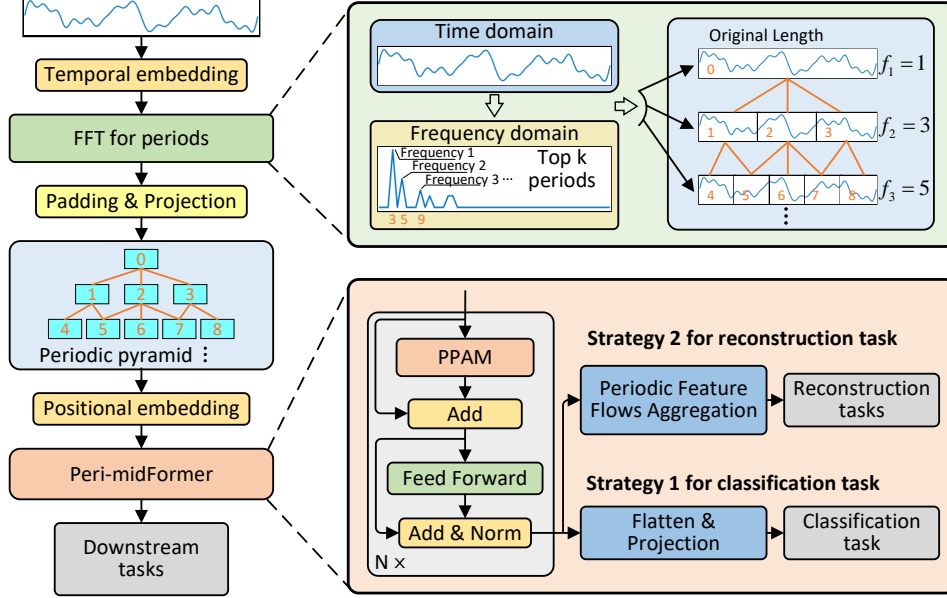 Temporal embedding
FFT for periods
Padding & Projection
0
1 2 3
4 5 6 7 8
Periodic pyramid ⋮
Positional embedding
Peri-midFormer
Downstream
tasks
Time domain
Frequency domain
Frequency 1
Frequency 2
Frequency 3 ···
Top k
periods
3 5 9
Original Length
0
f₁ = 1
1 2 3
f₂ = 3
4 5 6 7 8
f₃ = 5
⋮
PPAM
Add
Feed Forward
Add & Norm
N ×
Strategy 2 for reconstruction task
Periodic Feature
Flows Aggregation
Reconstruction
tasks
Strategy 1 for classification task
Flatten &
Projection
Classification
task